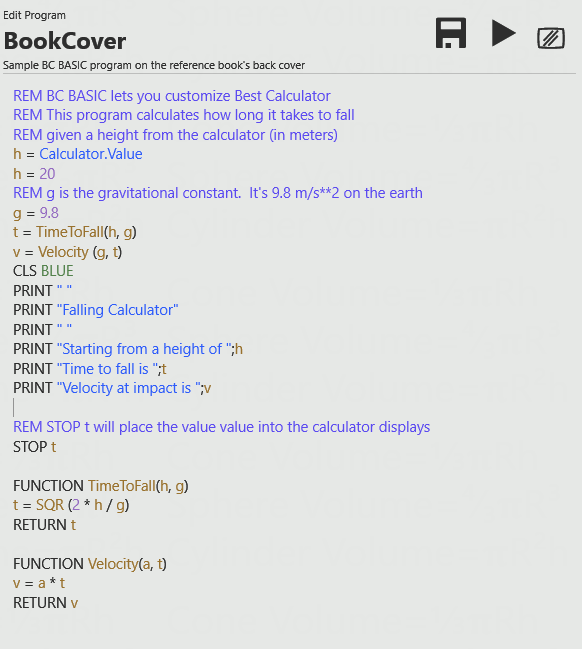 Edit Program
BookCover
Sample BC BASIC program on the reference book's back cover
REM BC BASIC lets you customize Best Calculator
REM This program calculates how long it takes to fall
REM given a height from the calculator (in meters)
h = Calculator.Value
h = 20
REM g is the gravitational constant.  It's 9.8 m/s**2 on the earth
g = 9.8
t = TimeToFall(h, g)
v = Velocity (g, t)
CLS BLUE
PRINT " "
PRINT "Falling Calculator"
PRINT " "
PRINT "Starting from a height of ";h
PRINT "Time to fall is ";t
PRINT "Velocity at impact is ";v
REM STOP t will place the value value into the calculator displays
STOP t
FUNCTION TimeToFall(h, g)
t = SQR (2 * h / g)
RETURN t
FUNCTION Velocity(a, t)
v = a * t
RETURN v